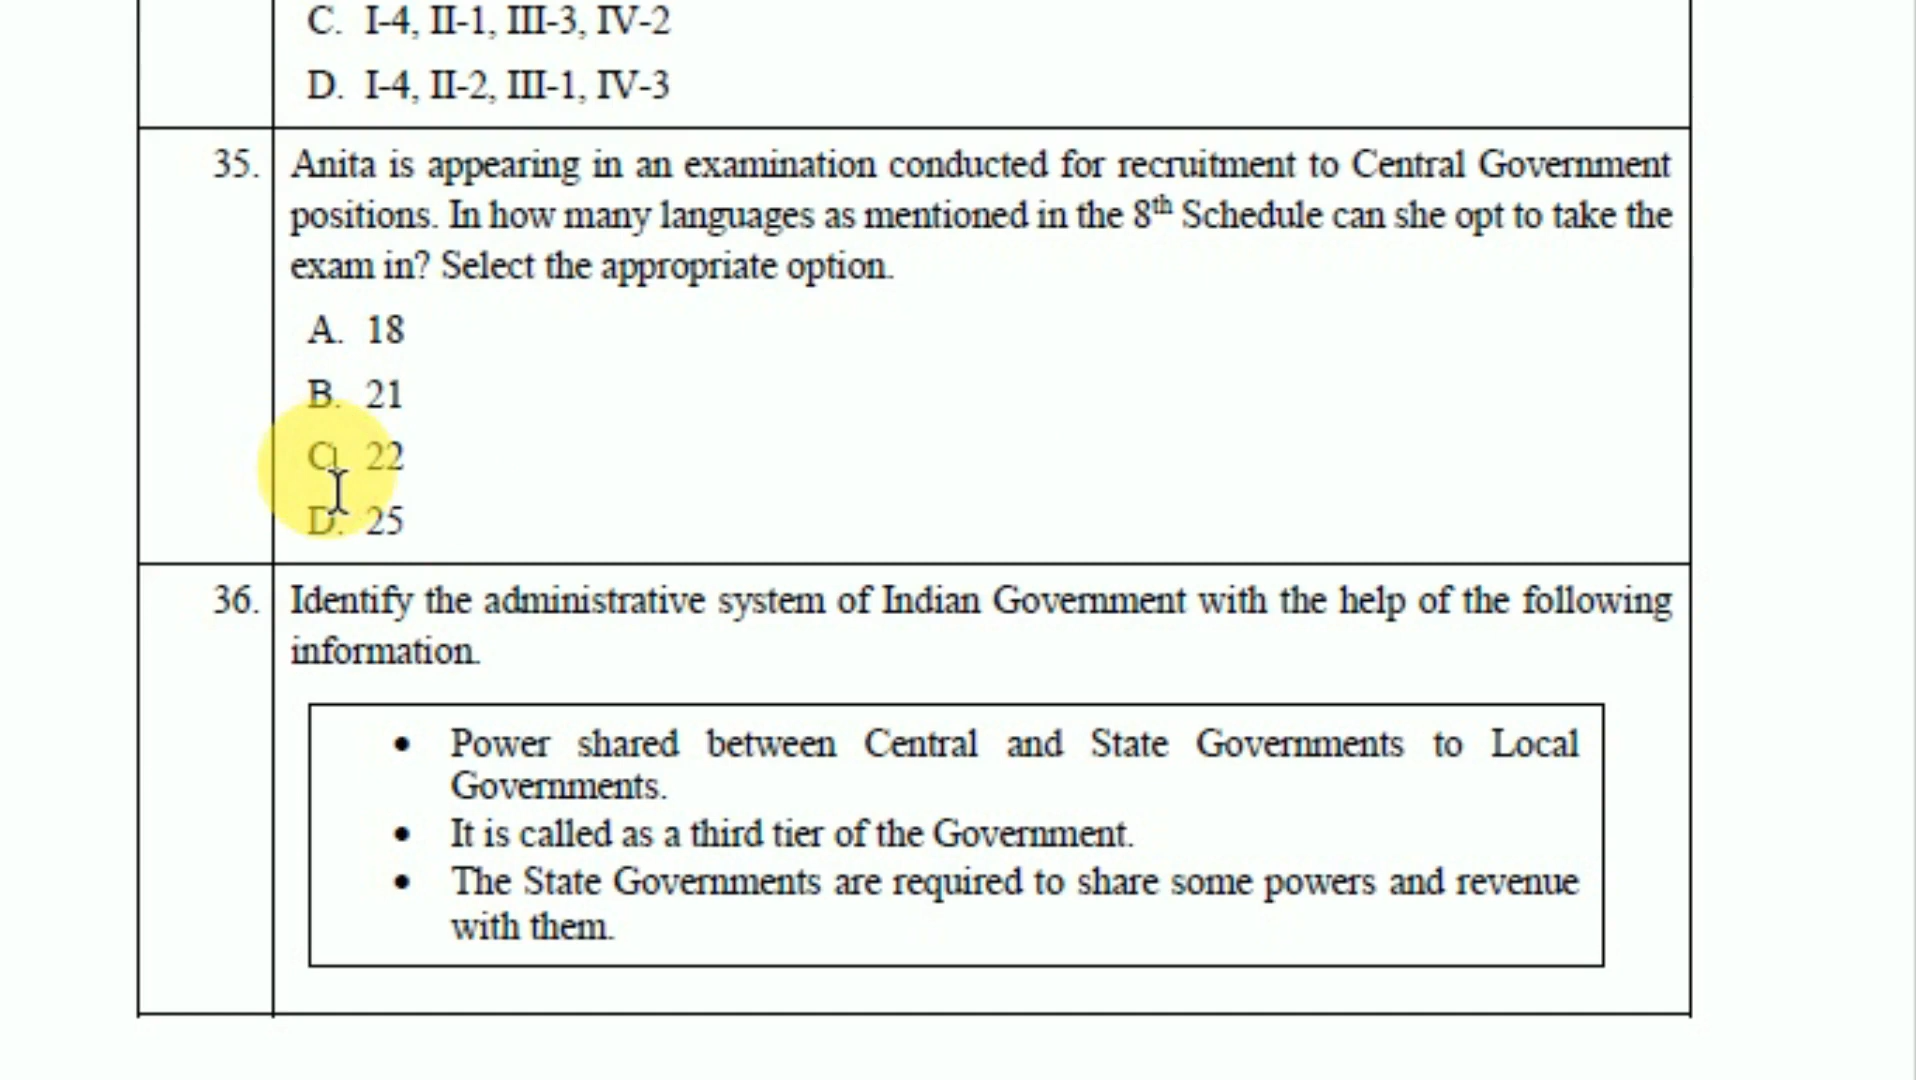 C. I-4, II-1, III-3, IV-2
D. I-4, II-2, III-1, IV-3
35. Anita is appearing in an examination conducted for recruitment to Central Government
positions. In how many languages as mentioned in the 8th Schedule can she opt to take the
exam in? Select the appropriate option.
A. 18
B. 21
C. 22
D. 25
36. Identify the administrative system of Indian Government with the help of the following
information.
• Power shared between Central and State Governments to Local
Governments.
• It is called as a third tier of the Government.
• The State Governments are required to share some powers and revenue
with them.